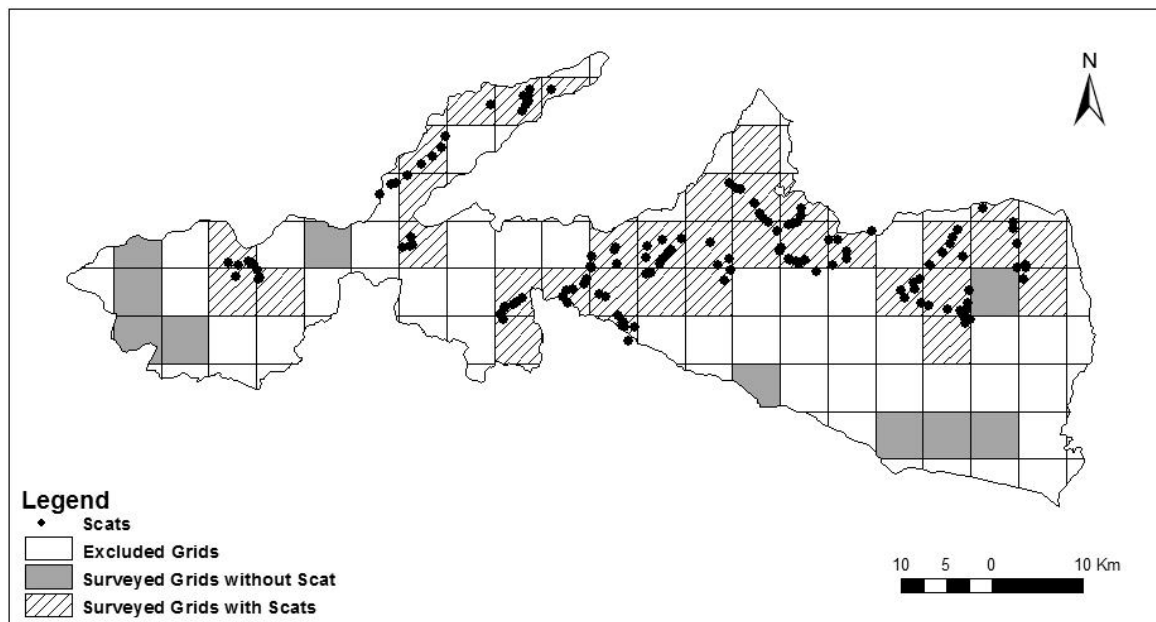 N
Legend
Scats
Excluded Grids
Surveyed Grids without Scat
Surveyed Grids with Scats
10 5 0 10 Km